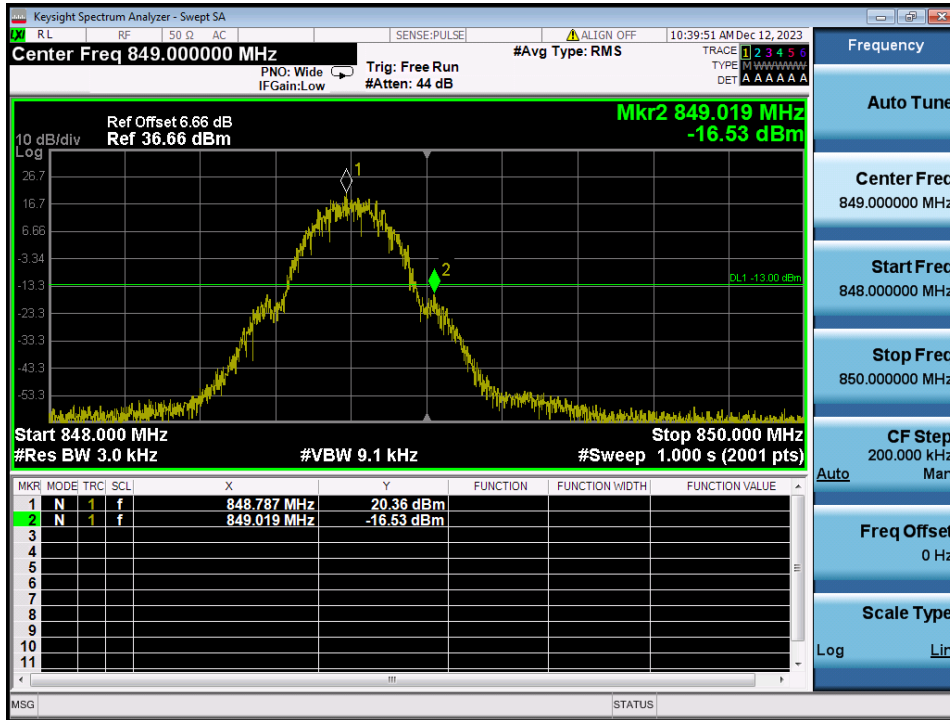 Keysight Spectrum Analyzer - Swept SA
LXI RL RF 50 Ω AC SENSE:PULSE ALIGN OFF 10:39:51 AM Dec 12, 2023
Center Freq 849.000000 MHz
PNO: Wide
IFGain:Low
Trig: Free Run
#Atten: 44 dB
#Avg Type: RMS
TRACE 1 2 3 4 5 6
TYPE M W W W W W
DET A A A A A A
Mkr2 849.019 MHz
-16.53 dBm
Ref Offset 6.66 dB
10 dB/div Ref 36.66 dBm
Log
26.7
16.7
6.66
-3.34
-13.3
-23.3
-33.3
-43.3
-53.3
1
2
DL1 -13.00 dBm
Start 848.000 MHz Stop 850.000 MHz
#Res BW 3.0 kHz #VBW 9.1 kHz #Sweep 1.000 s (2001 pts)
MKR MODE TRC SCL X Y FUNCTION FUNCTION WIDTH FUNCTION VALUE
1 N 1 f 848.787 MHz 20.36 dBm
2 N 1 f 849.019 MHz -16.53 dBm
3
4
5
6
7
8
9
10
11
MSG STATUS
Frequency
Auto Tune
Center Freq
849.000000 MHz
Start Freq
848.000000 MHz
Stop Freq
850.000000 MHz
CF Step
200.000 kHz
Auto Man
Freq Offset
0 Hz
Scale Type
Log Lin